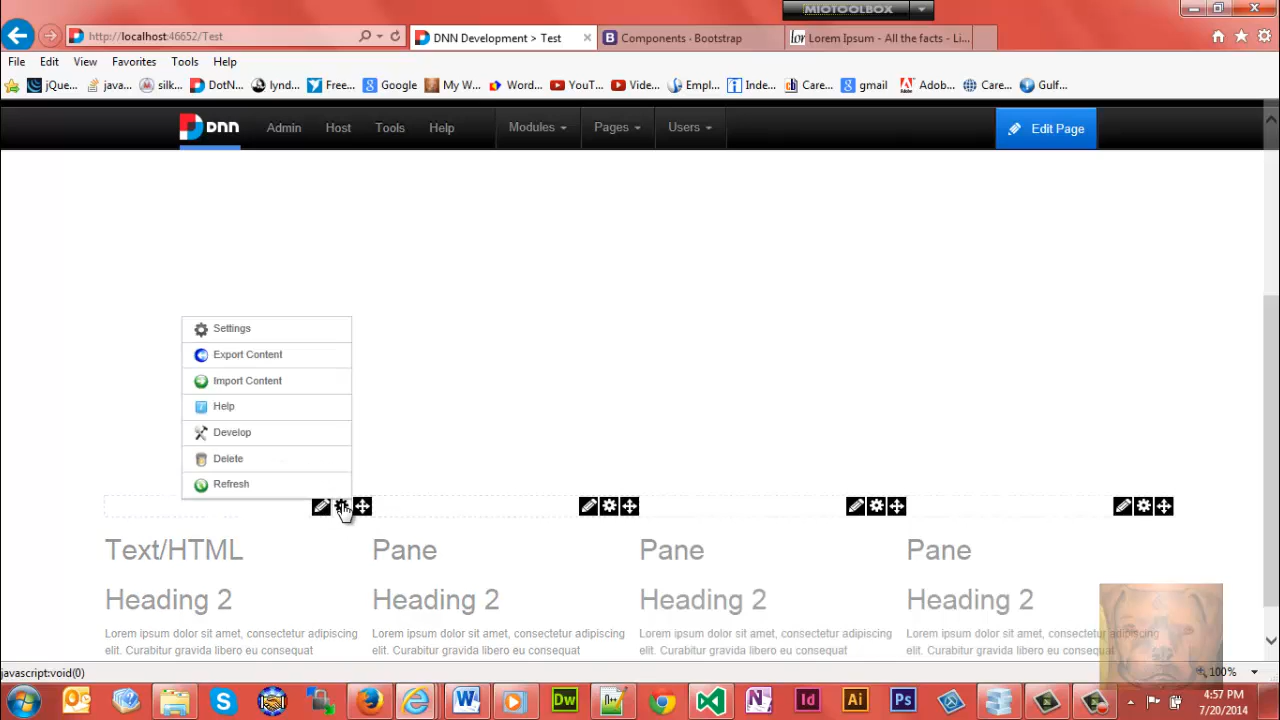 MIOTOOLBOX
http://localhost:46652/Test
DNN Development > Test
Components · Bootstrap
Lorem Ipsum - All the facts - Li...
File Edit View Favorites Tools Help
jQue... java... silk... DotN... lynd... Free... Google My W... Word... YouT... Vide... Empl... Inde... Care... gmail Adob... Care... Gulf...
DNN Admin Host Tools Help Modules Pages Users Edit Page
Settings
Export Content
Import Content
Help
Develop
Delete
Refresh
Text/HTML Pane Pane Pane
Heading 2 Heading 2 Heading 2 Heading 2
Lorem ipsum dolor sit amet, consectetur adipiscing Lorem ipsum dolor sit amet, consectetur adipiscing Lorem ipsum dolor sit amet, consectetur adipiscing Lorem ipsum dolor sit amet, consectetur adipiscing
elit. Curabitur gravida libero eu consequat elit. Curabitur gravida libero eu consequat elit. Curabitur gravida libero eu consequat elit. Curabitur gravida libero eu consequat
javascript:void(0)
100%
Dw
Id
Ai
Ps
4:57 PM
7/20/2014